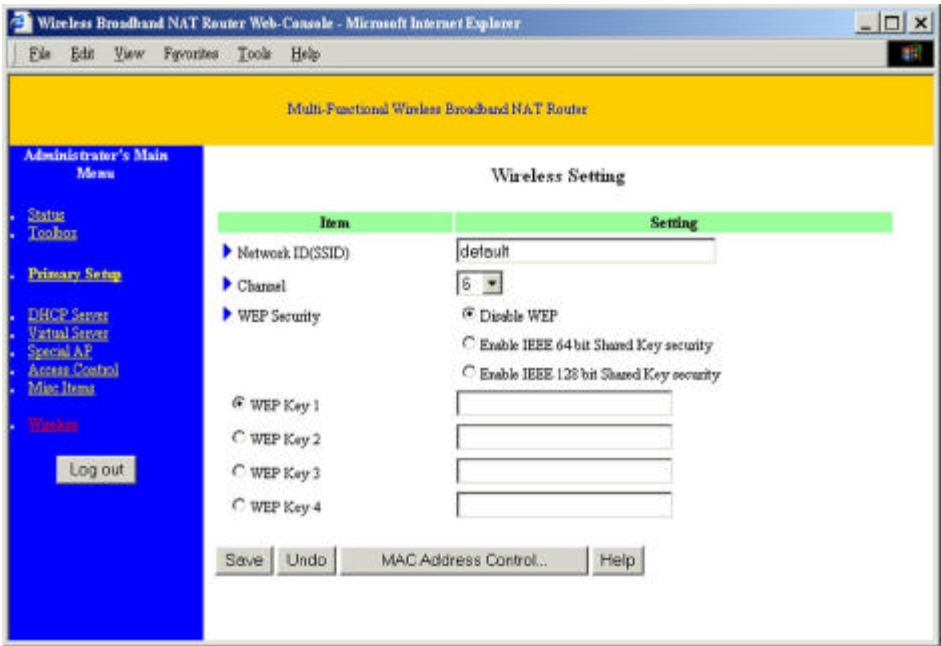 Wireless Broadband NAT Router Web-Console - Microsoft Internet Explorer
File Edit View Favorites Tools Help
Multi-Functional Wireless Broadband NAT Router
Administrator's Main
Menu
Status
Toolbox
Primary Setup
DHCP Server
Virtual Server
Special AP
Access Control
Misc Items
Wireless
Log out
Wireless Setting
Item Setting
Network ID(SSID) default
Channel 6
WEP Security Disable WEP
Enable IEEE 64 bit Shared Key security
Enable IEEE 128 bit Shared Key security
WEP Key 1
WEP Key 2
WEP Key 3
WEP Key 4
Save Undo MAC Address Control... Help